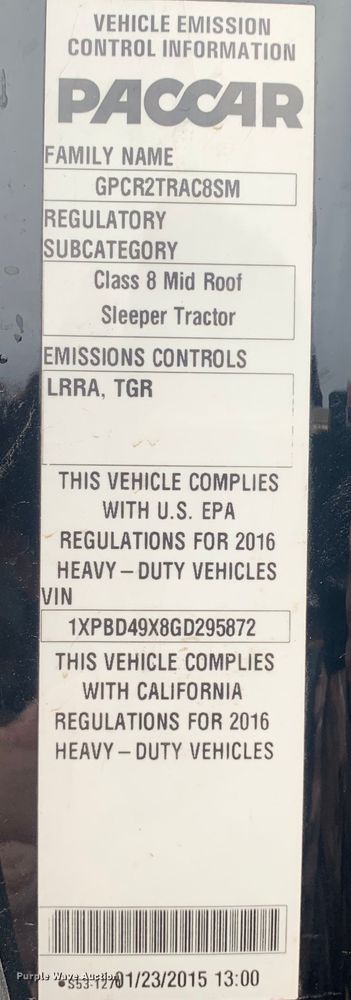 VEHICLE EMISSION
CONTROL INFORMATION
PACCAR
FAMILY NAME
GPCR2TRAC8SM
REGULATORY
SUBCATEGORY
Class 8 Mid Roof
Sleeper Tractor
EMISSIONS CONTROLS
LRRA, TGR
THIS VEHICLE COMPLIES
WITH U.S. EPA
REGULATIONS FOR 2016
HEAVY – DUTY VEHICLES
VIN
1XPBD49X8GD295872
THIS VEHICLE COMPLIES
WITH CALIFORNIA
REGULATIONS FOR 2016
HEAVY – DUTY VEHICLES
Purple Wave Auction
01/23/2015 13:00